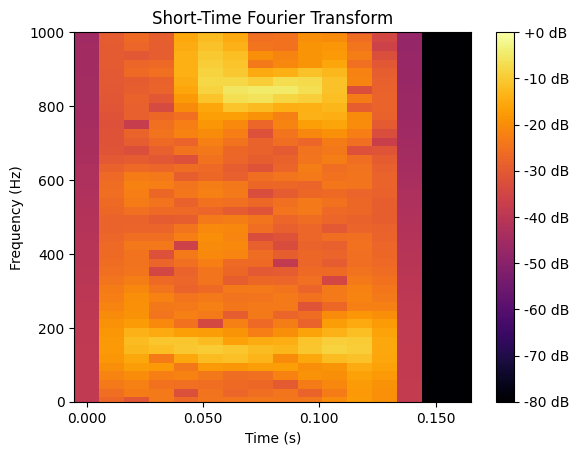 Short-Time Fourier Transform
1000
800
600
400
200
0
Frequency (Hz)
0.000
0.050
0.100
0.150
Time (s)
+0 dB
-10 dB
-20 dB
-30 dB
-40 dB
-50 dB
-60 dB
-70 dB
-80 dB